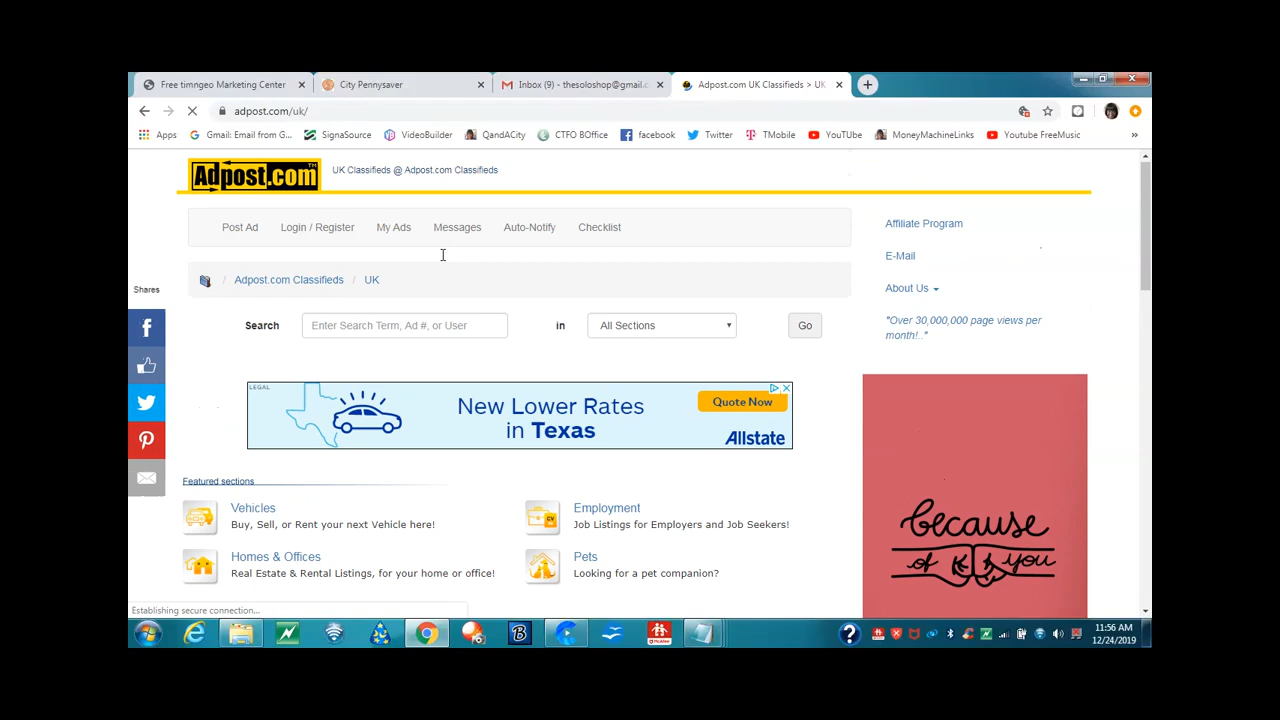 Free timngeo Marketing Center
City Pennysaver
Inbox (9) - thesoloshop@gmail.c
Adpost.com UK Classifieds > UK
adpost.com/uk/
Apps
Gmail: Email from G...
SignaSource
VideoBuilder
QandACity
CTFO BOffice
facebook
Twitter
TMobile
YouTUbe
MoneyMachineLinks
Youtube FreeMusic
»
Adpost.com™
UK Classifieds @ Adpost.com Classifieds
Post Ad
Login / Register
My Ads
Messages
Auto-Notify
Checklist
Affiliate Program
E-Mail
About Us
"Over 30,000,000 page views per
month!.."
/ Adpost.com Classifieds / UK
Shares
Search
Enter Search Term, Ad #, or User
in
All Sections
Go
LEGAL
New Lower Rates
in Texas
Quote Now
Allstate
because
of you
Featured sections
Vehicles
Buy, Sell, or Rent your next Vehicle here!
Employment
Job Listings for Employers and Job Seekers!
Homes & Offices
Real Estate & Rental Listings, for your home or office!
Pets
Looking for a pet companion?
Establishing secure connection...
11:56 AM
12/24/2019